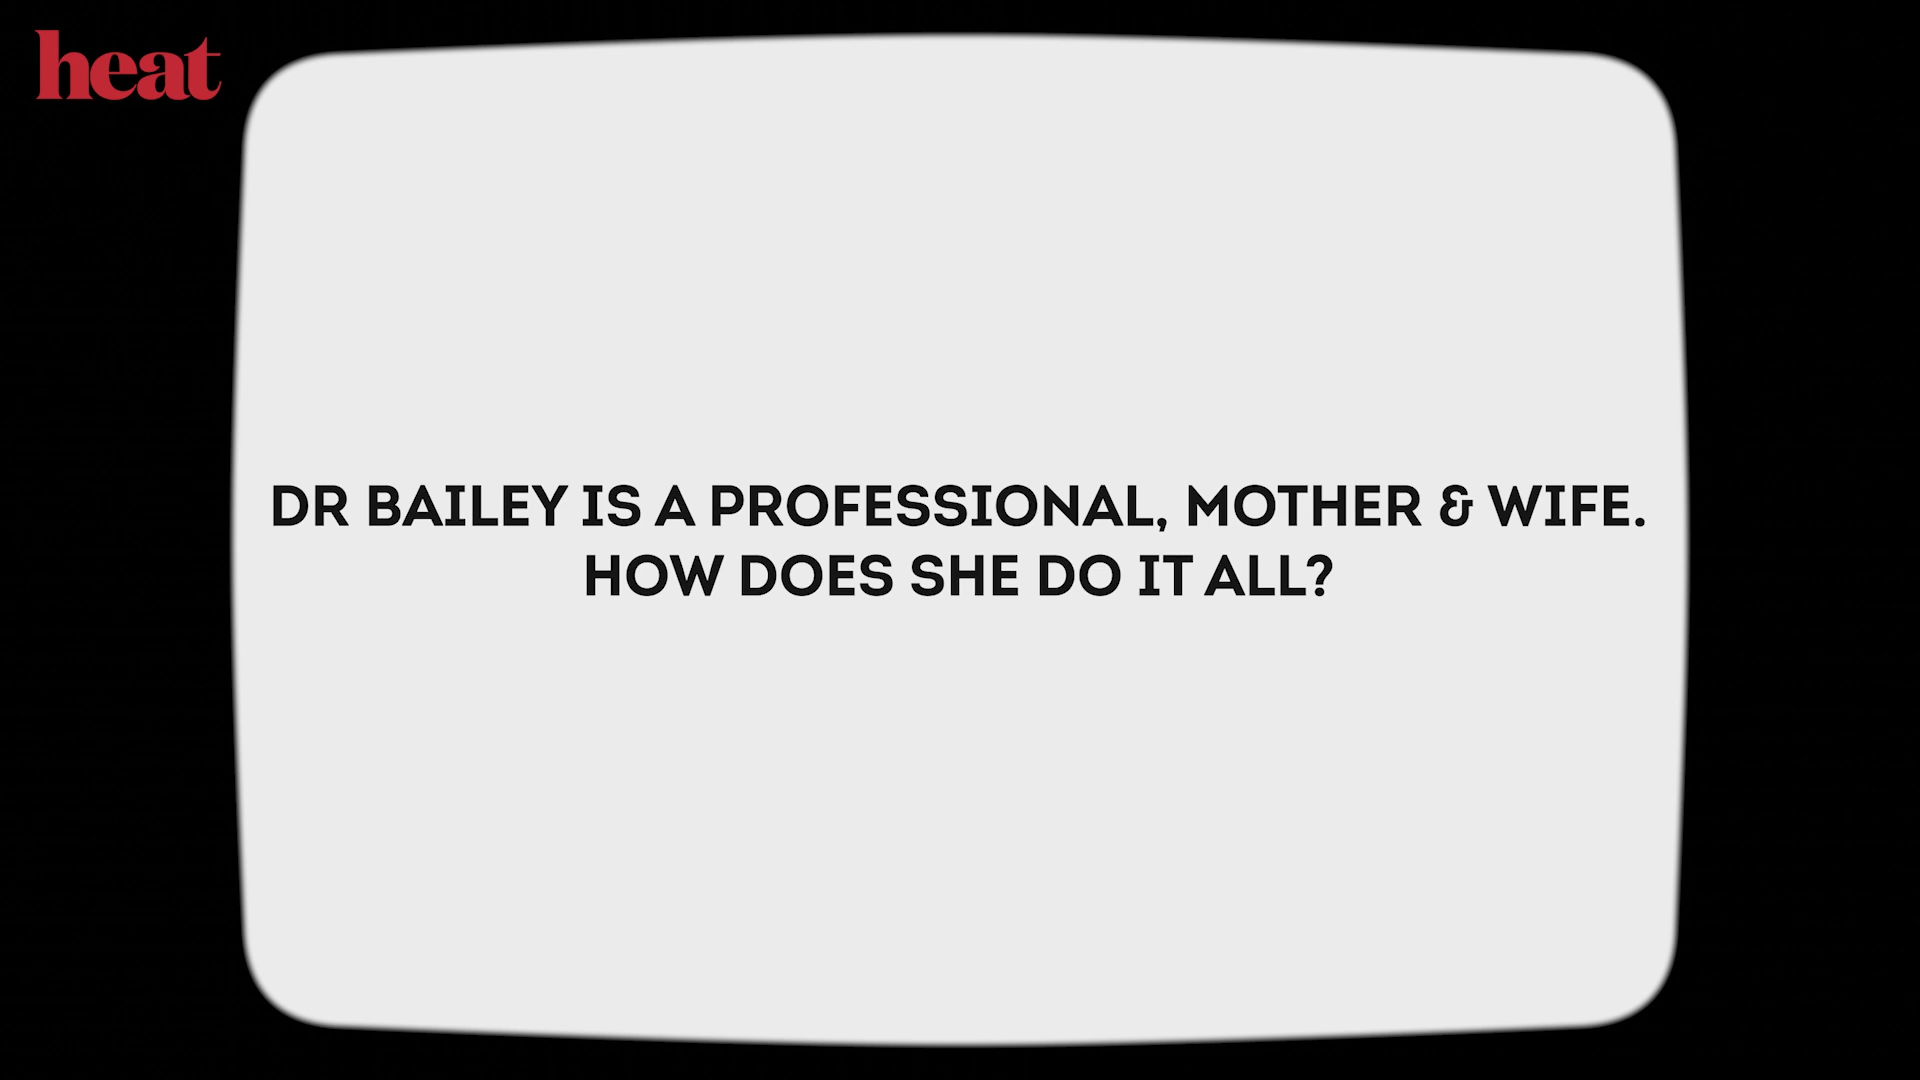 heat
DR BAILEY IS A PROFESSIONAL, MOTHER & WIFE.
HOW DOES SHE DO IT ALL?